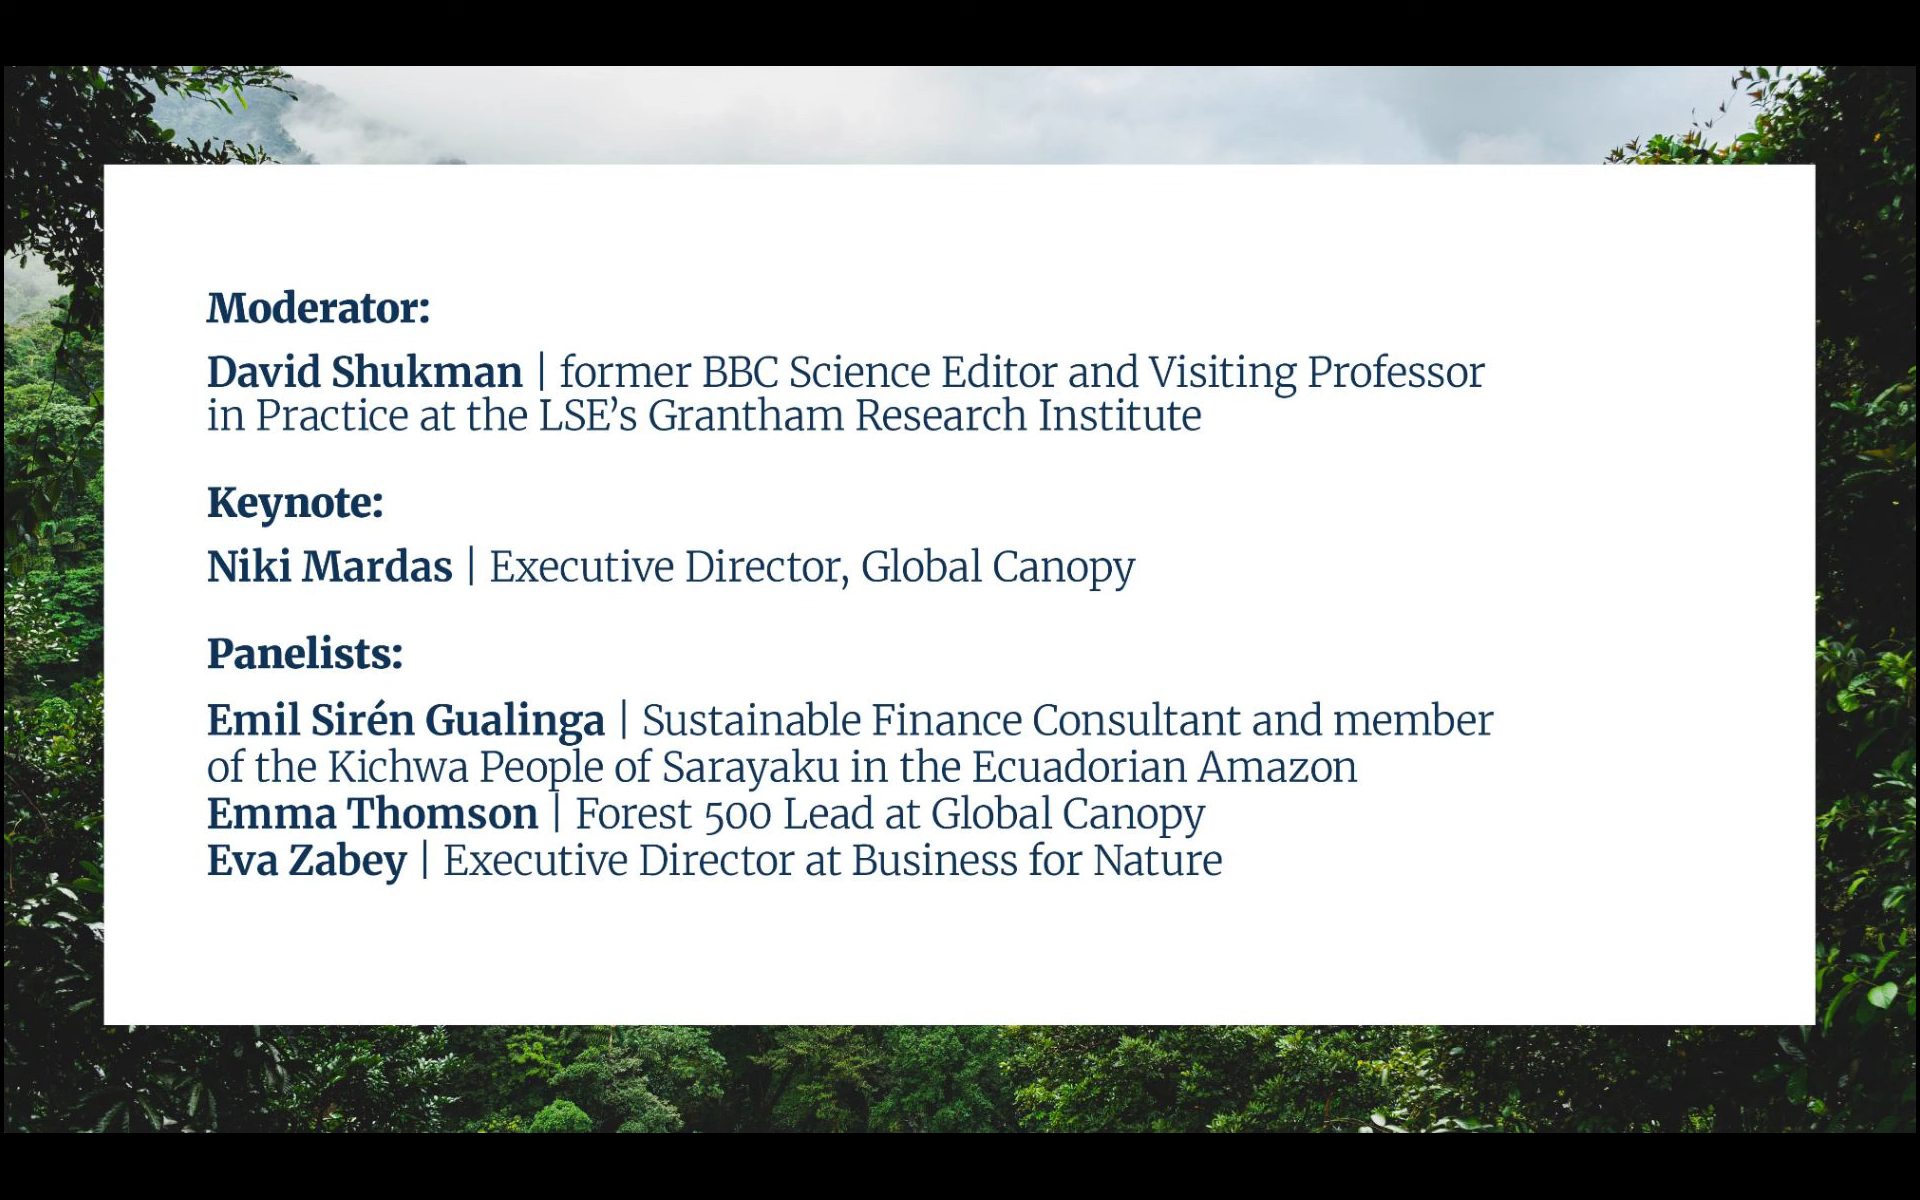 Moderator:
David Shukman | former BBC Science Editor and Visiting Professor
in Practice at the LSE’s Grantham Research Institute
Keynote:
Niki Mardas | Executive Director, Global Canopy
Panelists:
Emil Sirén Gualinga | Sustainable Finance Consultant and member
of the Kichwa People of Sarayaku in the Ecuadorian Amazon
Emma Thomson | Forest 500 Lead at Global Canopy
Eva Zabey | Executive Director at Business for Nature